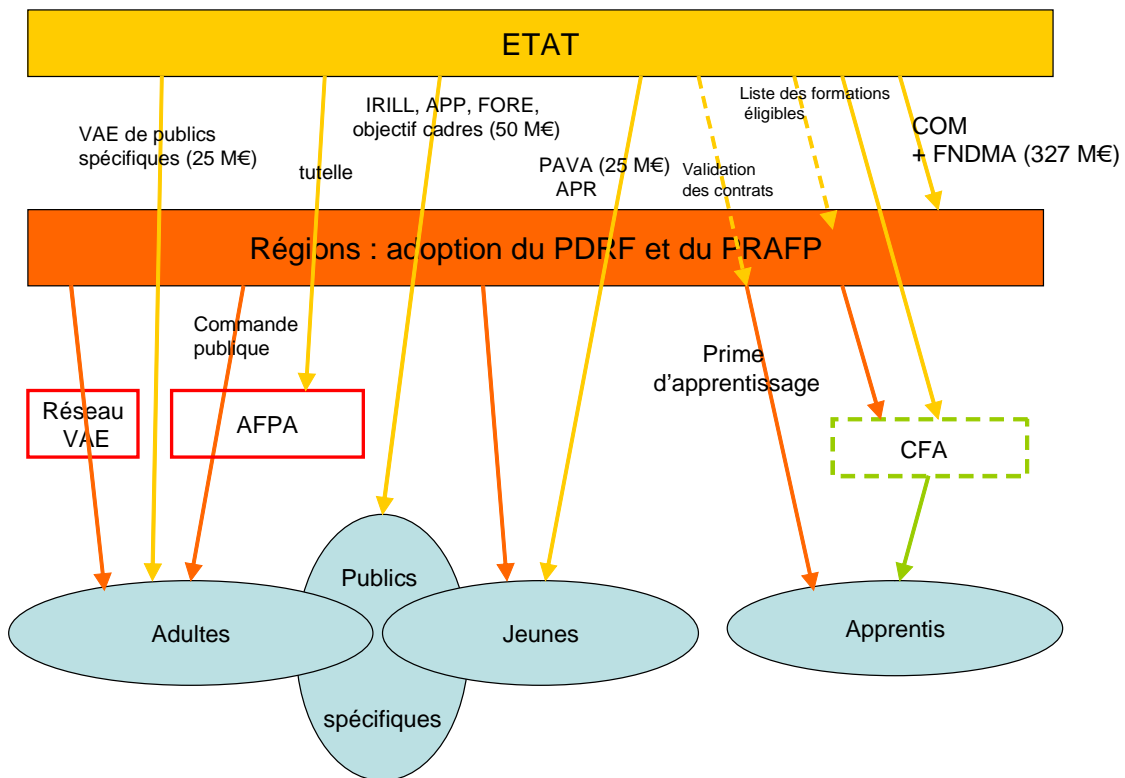 ETAT
VAE de publics
spécifiques (25 M€)
tutelle
IRILL, APP, FORE,
objectif cadres (50 M€)
PAVA (25 M€)
APR
Validation
des contrats
Liste des formations
éligibles
COM
+ FNDMA (327 M€)
Régions : adoption du PDRF et du PRAFP
Commande
publique
Prime
d'apprentissage
Réseau
VAE
AFPA
CFA
Publics
spécifiques
Adultes
Jeunes
Apprentis